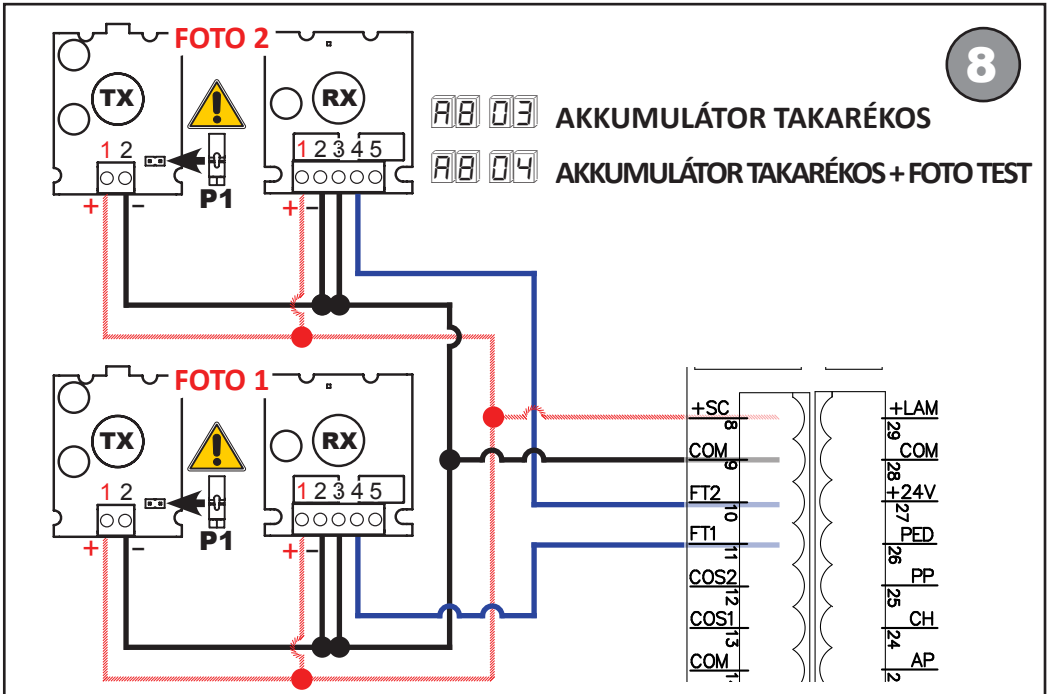 FOTO 2
8
TX
RX
A8 03 AKKUMULÁTOR TAKARÉKOS
A8 04 AKKUMULÁTOR TAKARÉKOS + FOTO TEST
1 2
1 2 3 4 5
P1
+ −
+ −
FOTO 1
TX
RX
1 2
1 2 3 4 5
P1
+ −
+ −
+SC 8
COM 9
FT2 10
FT1 11
COS2 12
COS1 13
COM
+LAM 29
COM 28
+24V 27
PED 26
PP 25
CH 24
AP